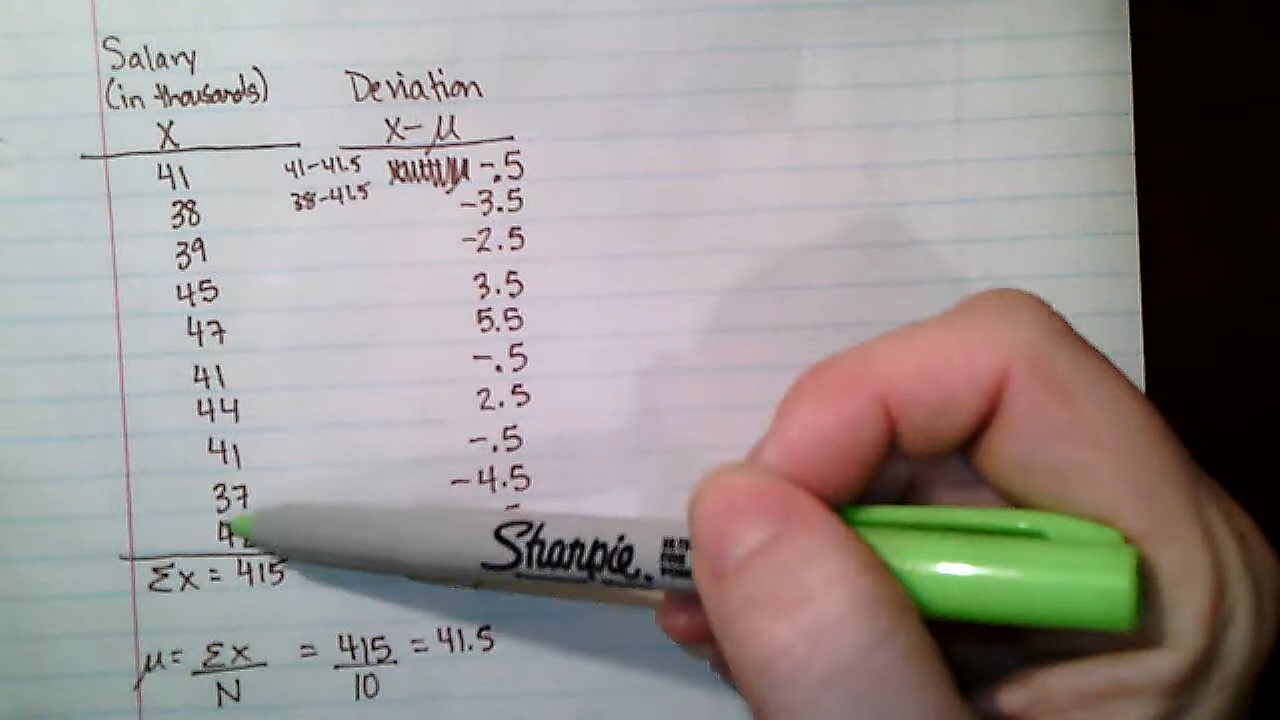 Salary
(in thousands) Deviation
X X-μ
41 41-41.5 -.5
38 38-41.5 -3.5
39 -2.5
45 3.5
47 5.5
41 -.5
44 2.5
41 -.5
37 -4.5
Sharpie.
Σx = 415
μ = Σx = 415 = 41.5
N 10